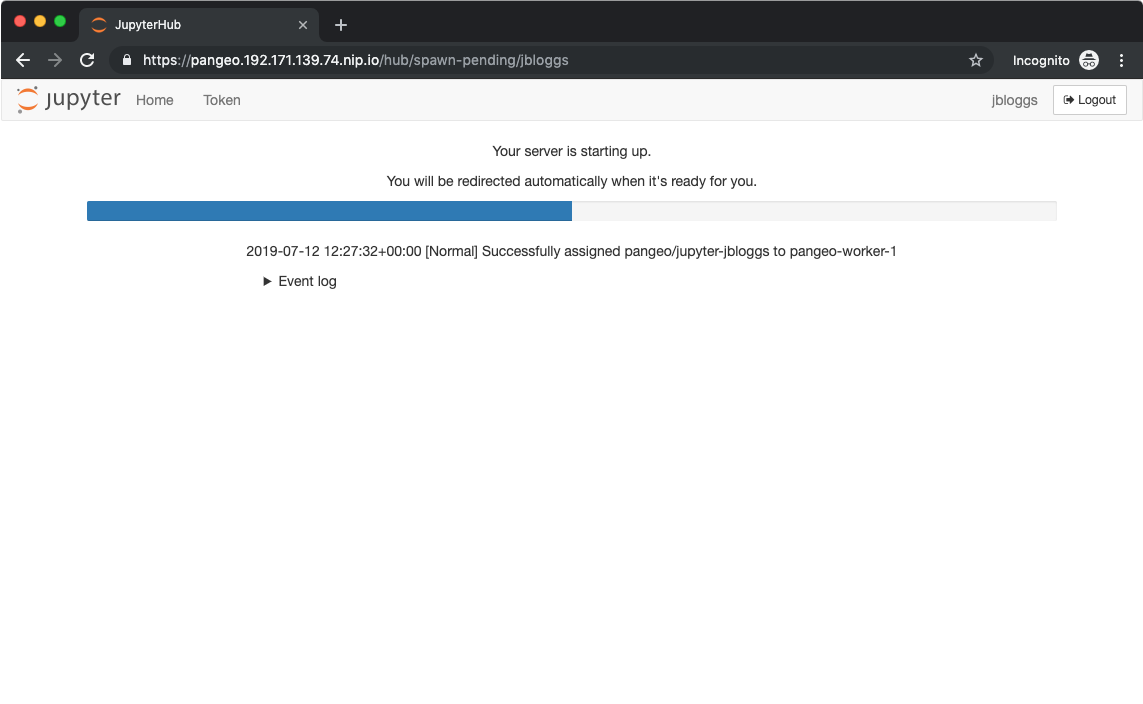 JupyterHub
https://pangeo.192.171.139.74.nip.io/hub/spawn-pending/jbloggs
Incognito
jupyter Home Token jbloggs Logout
Your server is starting up.
You will be redirected automatically when it's ready for you.
2019-07-12 12:27:32+00:00 [Normal] Successfully assigned pangeo/jupyter-jbloggs to pangeo-worker-1
Event log